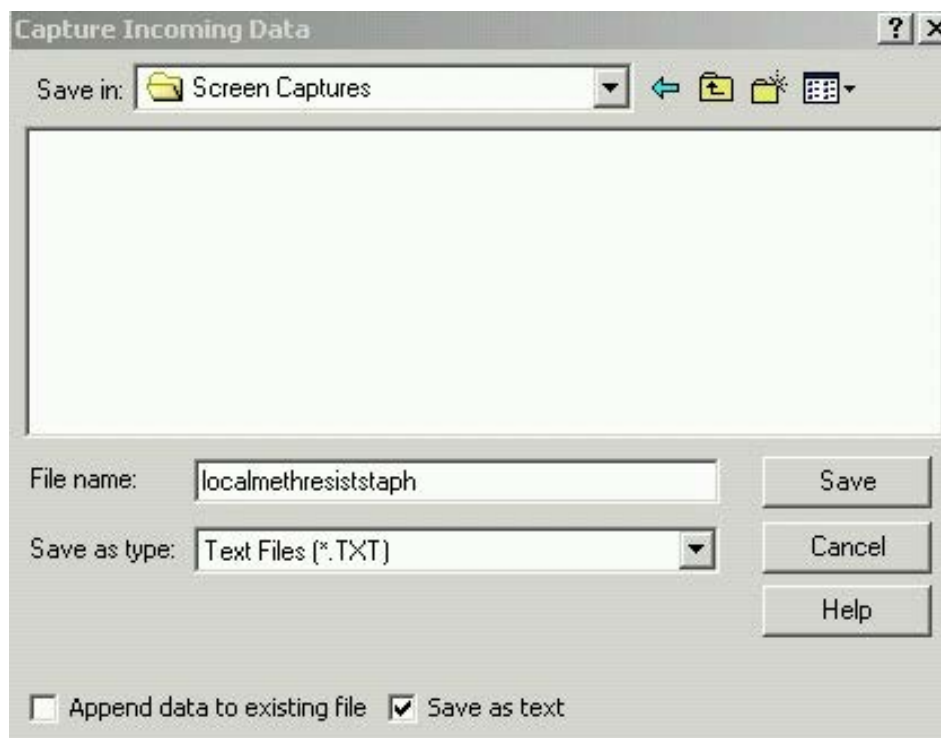 Capture Incoming Data
Save in: Screen Captures
File name: localmethresiststaph Save
Save as type: Text Files (*.TXT) Cancel
Help
Append data to existing file Save as text